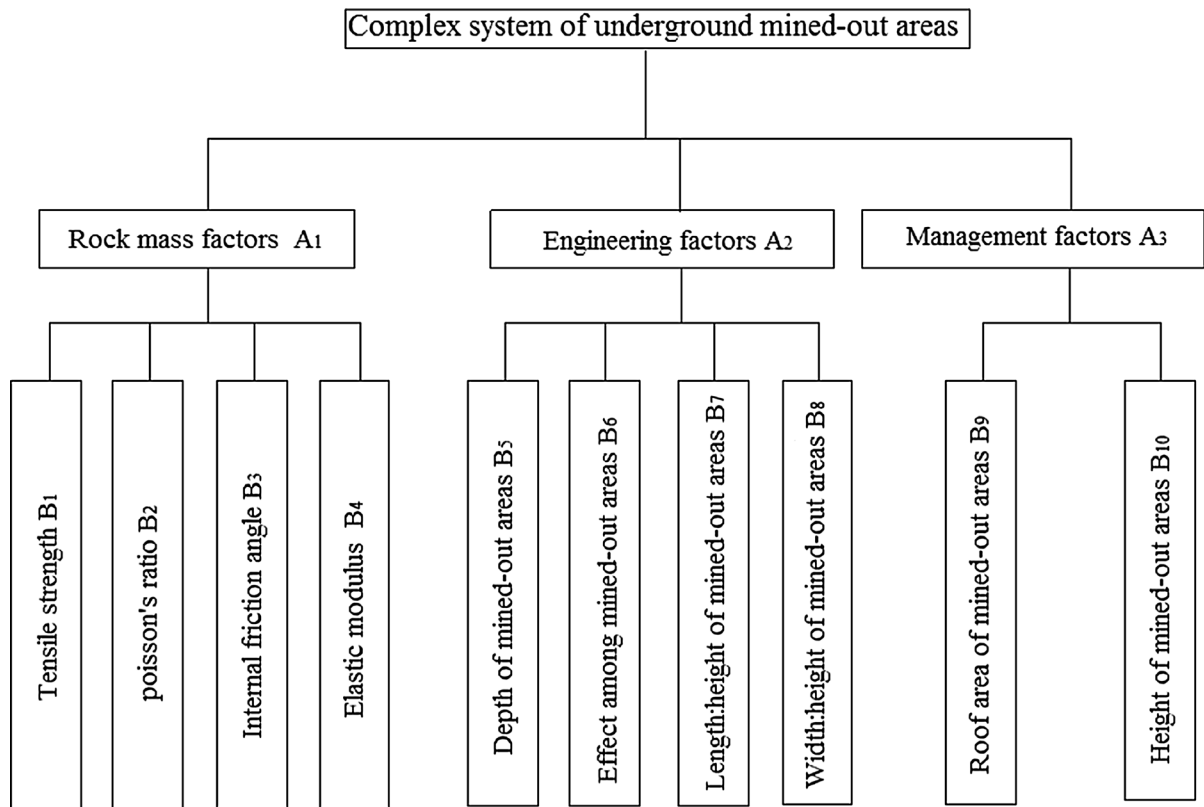 Complex system of underground mined-out areas
Rock mass factors A1
Engineering factors A2
Management factors A3
Tensile strength B1
poisson's ratio B2
Internal friction angle B3
Elastic modulus B4
Depth of mined-out areas B5
Effect among mined-out areas B6
Length:height of mined-out areas B7
Width:height of mined-out areas B8
Roof area of mined-out areas B9
Height of mined-out areas B10